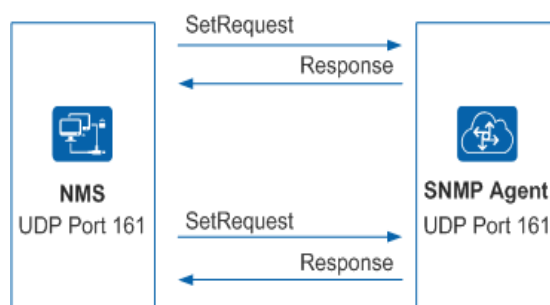 SetRequest
Response
NMS
UDP Port 161
SNMP Agent
UDP Port 161
SetRequest
Response